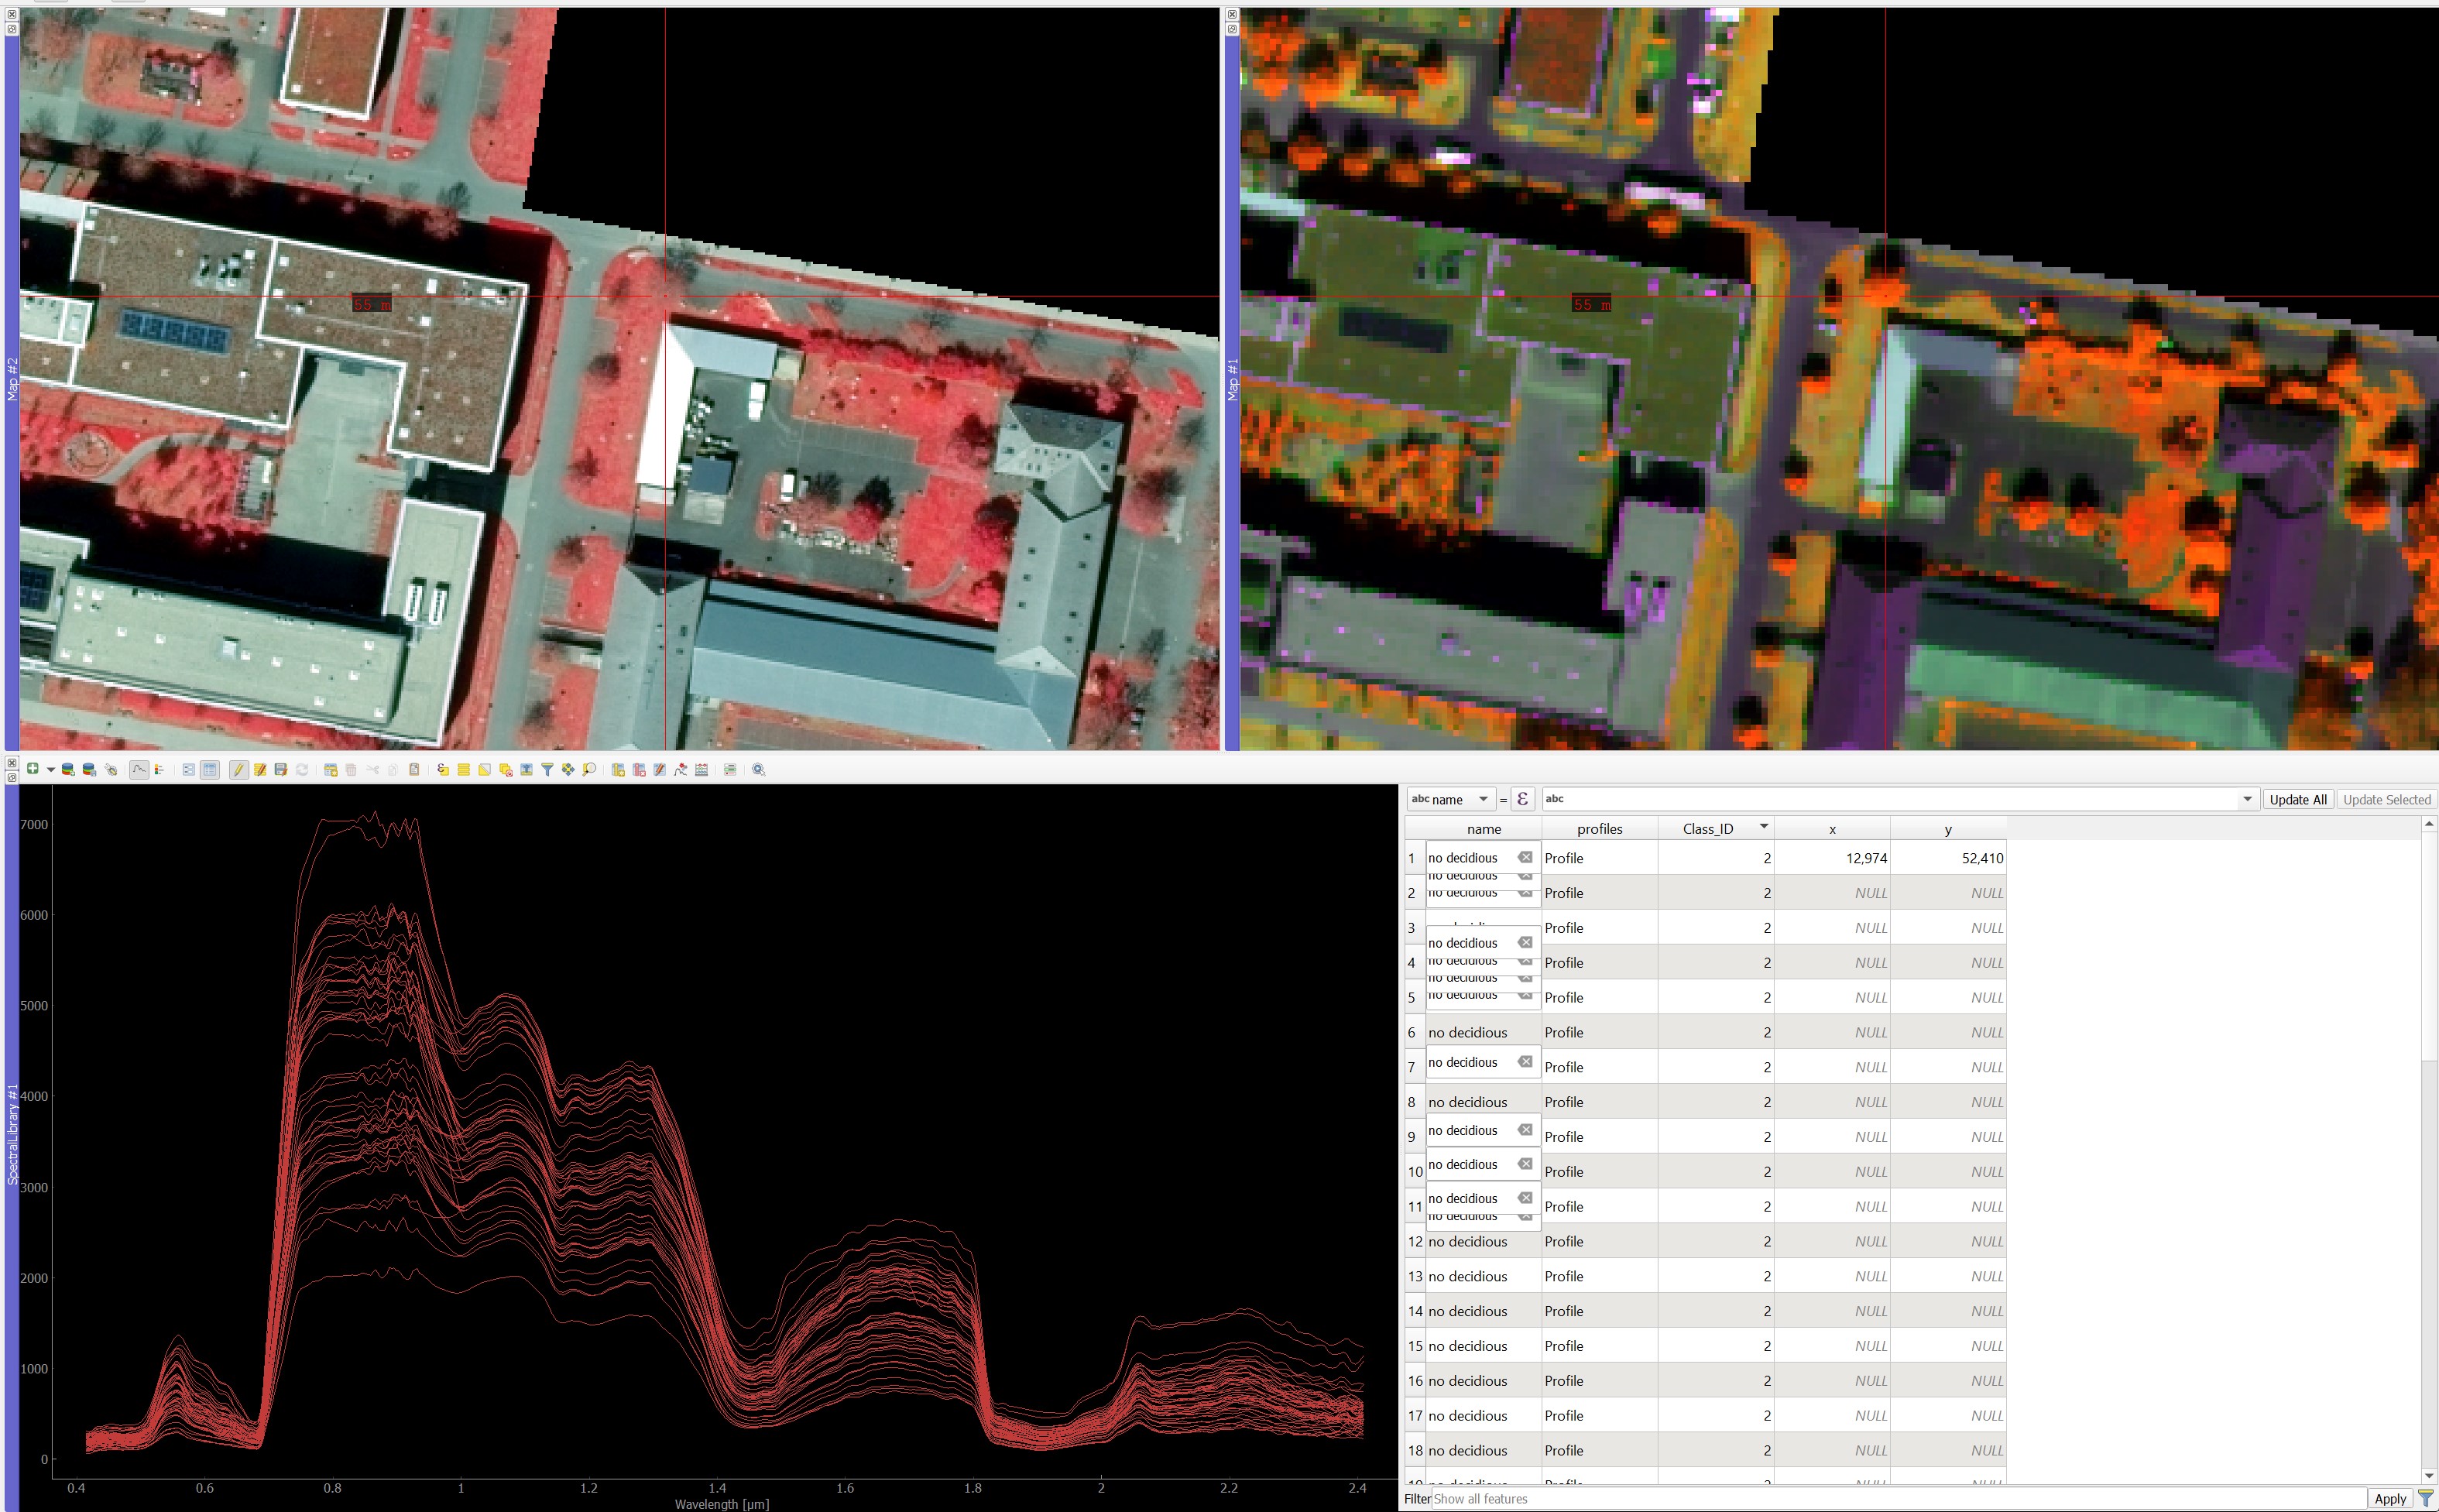 Map #2
55 m
Map #1
55 m
SpectralLibrary #1
7000
6000
5000
4000
3000
2000
1000
0
0.4 0.6 0.8 1 1.2 1.4 1.6 1.8 2 2.2 2.4
Wavelength [µm]
abc name = ε abc Update All Update Selected
name profiles Class_ID x y
1 no decidious Profile 2 12,974 52,410
no decidious
2 no decidious Profile 2 NULL NULL
3 Profile 2 NULL NULL
no decidious
4 no decidious Profile 2 NULL NULL
no decidious
5 no decidious Profile 2 NULL NULL
6 no decidious Profile 2 NULL NULL
7 no decidious Profile 2 NULL NULL
8 no decidious Profile 2 NULL NULL
9 no decidious Profile 2 NULL NULL
10 no decidious Profile 2 NULL NULL
11 no decidious Profile 2 NULL NULL
no decidious
12 no decidious Profile 2 NULL NULL
13 no decidious Profile 2 NULL NULL
14 no decidious Profile 2 NULL NULL
15 no decidious Profile 2 NULL NULL
16 no decidious Profile 2 NULL NULL
17 no decidious Profile 2 NULL NULL
18 no decidious Profile 2 NULL NULL
Filter Show all features Apply